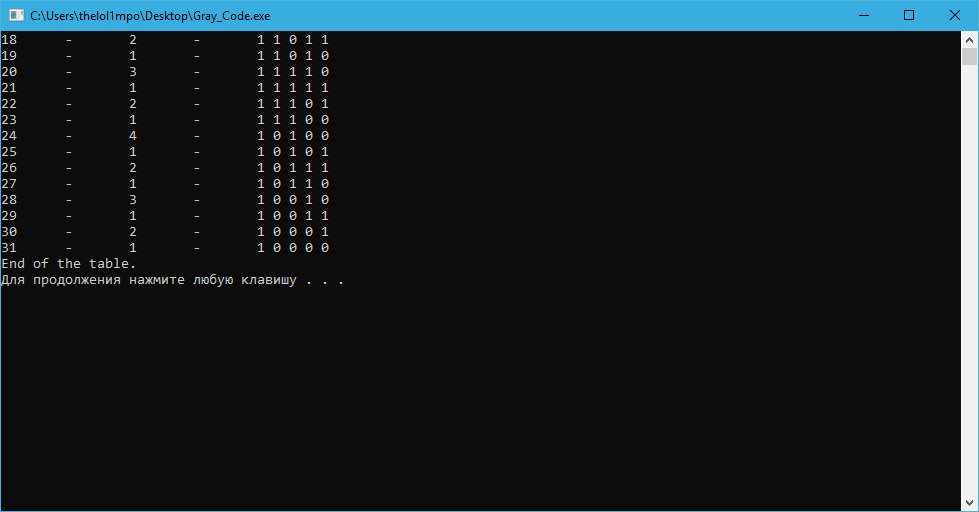 C:\Users\thelol1mpo\Desktop\Gray_Code.exe
18 - 2 - 1 1 0 1 1
19 - 1 - 1 1 0 1 0
20 - 3 - 1 1 1 1 0
21 - 1 - 1 1 1 1 1
22 - 2 - 1 1 1 0 1
23 - 1 - 1 1 1 0 0
24 - 4 - 1 0 1 0 0
25 - 1 - 1 0 1 0 1
26 - 2 - 1 0 1 1 1
27 - 1 - 1 0 1 1 0
28 - 3 - 1 0 0 1 0
29 - 1 - 1 0 0 1 1
30 - 2 - 1 0 0 0 1
31 - 1 - 1 0 0 0 0
End of the table.
Для продолжения нажмите любую клавишу . . .